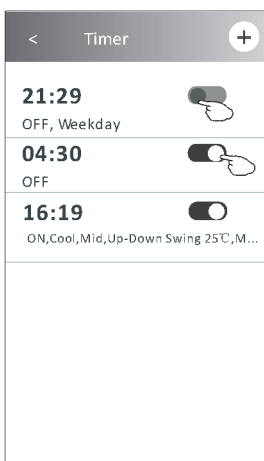 < Timer +
21:29
OFF, Weekday
04:30
OFF
16:19
ON,Cool,Mid,Up-Down Swing 25℃,M...